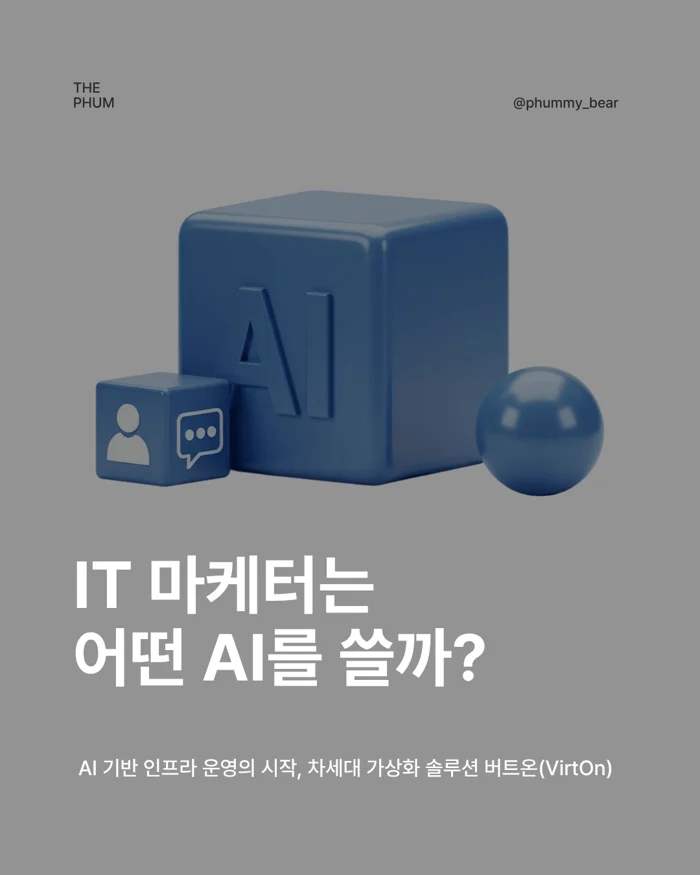 THE
PHUM
@phummy_bear
AI
IT 마케터는
어떤 AI를 쓸까?
AI 기반 인프라 운영의 시작, 차세대 가상화 솔루션 버트온(VirtOn)